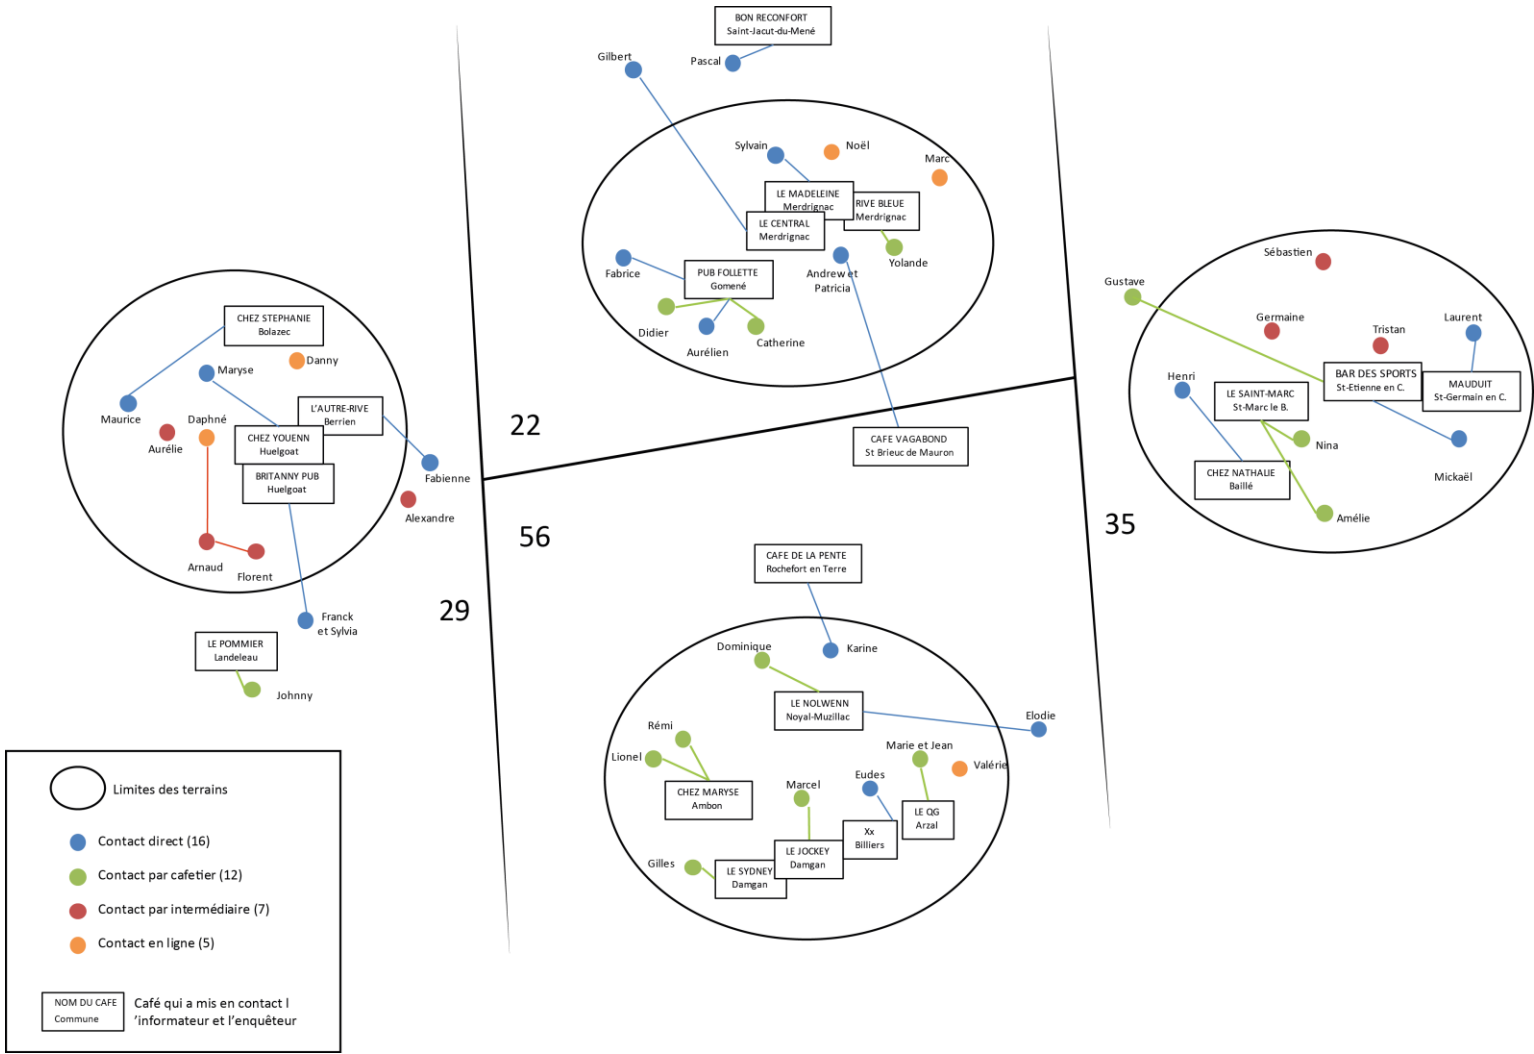 BON RECONFORT
Saint-Jacut-du-Mené
Gilbert
Pascal
Sylvain
Noël
Marc
LE MADELEINE
Merdrignac
RIVE BLEUE
Merdrignac
LE CENTRAL
Merdrignac
Yolande
Fabrice
PUB FOLLETTE
Gomené
Andrew et
Patricia
Didier
Aurélien
Catherine
22
CAFE VAGABOND
St Brieuc de Mauron
CHEZ STEPHANIE
Bolazec
Danny
Maryse
Maurice
Daphné
Aurélie
L'AUTRE-RIVE
Berrien
CHEZ YOUENN
Huelgoat
BRITANNY PUB
Huelgoat
Fabienne
Alexandre
Arnaud
Florent
Franck
et Sylvia
29
LE POMMIER
Landeleau
Johnny
Sébastien
Gustave
Germaine
Tristan
Laurent
Henri
BAR DES SPORTS
St-Etienne en C.
MAUDUIT
St-Germain en C.
LE SAINT-MARC
St-Marc le B.
Nina
CHEZ NATHALIE
Baillé
Mickaël
Amélie
35
56
CAFE DE LA PENTE
Rochefort en Terre
Dominique
Karine
LE NOLWENN
Noyal-Muzillac
Elodie
Rémi
Lionel
CHEZ MARYSE
Ambon
Marie et Jean
Valérie
Eudes
Marcel
LE QG
Arzal
Xx
Billiers
LE JOCKEY
Damgan
Gilles
LE SYDNEY
Damgan
Limites des terrains
Contact direct (16)
Contact par cafetier (12)
Contact par intermédiaire (7)
Contact en ligne (5)
NOM DU CAFE
Commune
Café qui a mis en contact l
'informateur et l'enquêteur